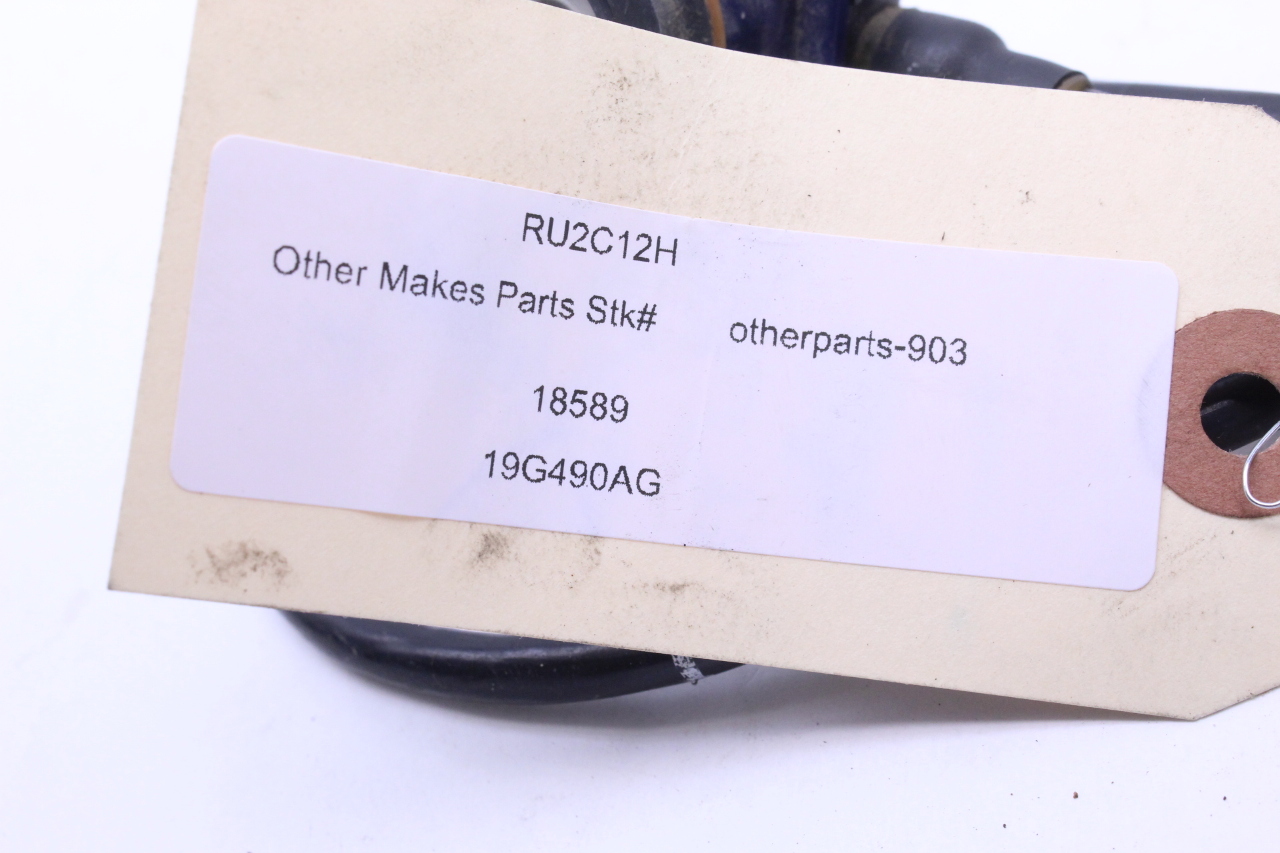 RU2C12H
Other Makes Parts Stk# otherparts-903
18589
19G490AG